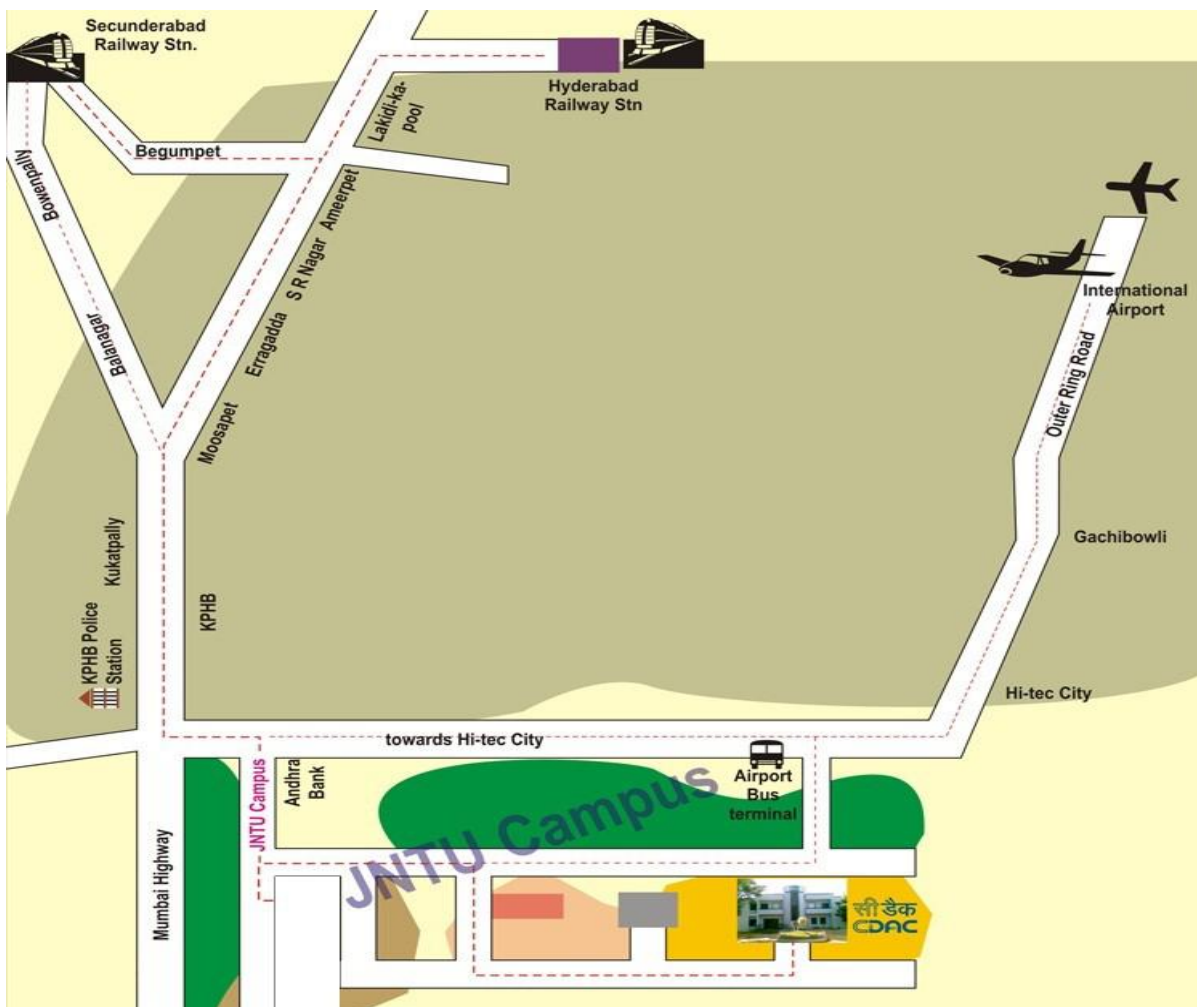 Secunderabad
Railway Stn.
Hyderabad
Railway Stn
Lakidi-ka-
pool
Begumpet
Bowenpally
Ameerpet
S R Nagar
Erragadda
Balanagar
Moosapet
International
Airport
Outer Ring Road
Kukatpally
KPHB
KPHB Police
Station
Gachibowli
Hi-tec City
towards Hi-tec City
JNTU Campus
Andhra
Bank
Airport
Bus
terminal
JNTU Campus
Mumbai Highway
सी डैक
CDAC